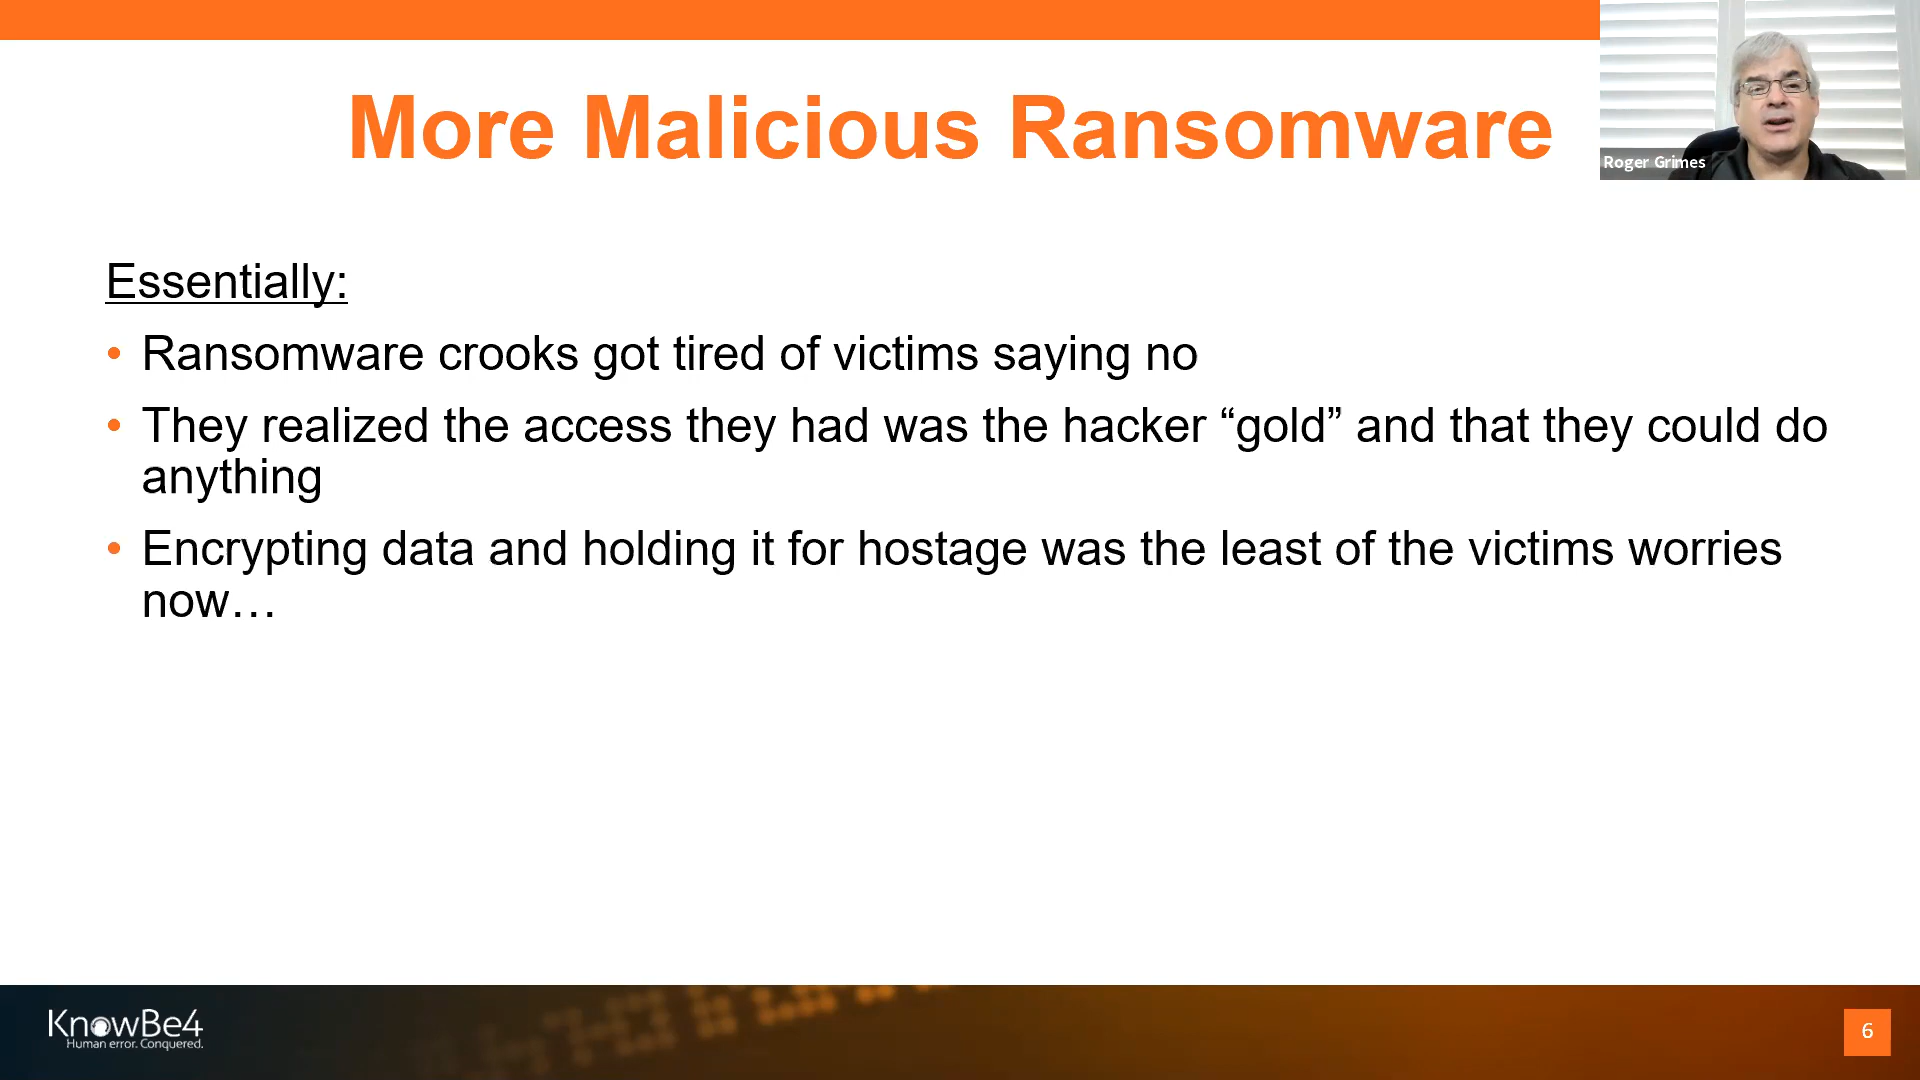 More Malicious Ransomware
Roger Grimes
Essentially:
• Ransomware crooks got tired of victims saying no
• They realized the access they had was the hacker “gold” and that they could do
anything
• Encrypting data and holding it for hostage was the least of the victims worries
now…
KnowBe4
Human error. Conquered.
6